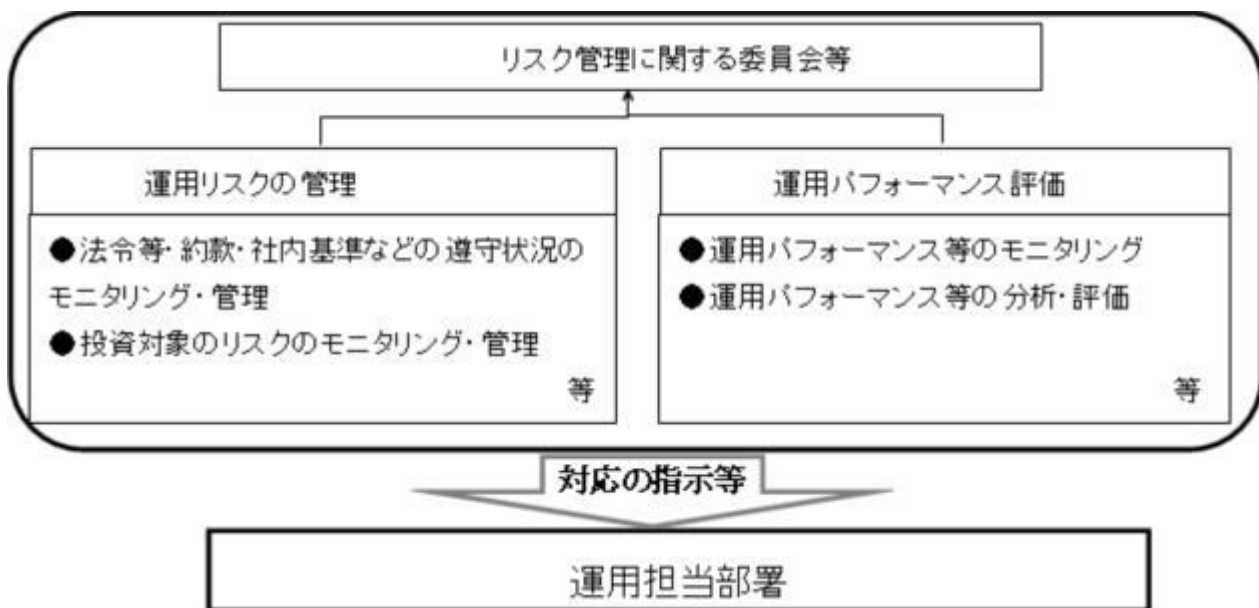 リスク管理に関する委員会等
運用リスクの管理
●法令等・約款・社内基準などの遵守状況の
モニタリング・管理
●投資対象のリスクのモニタリング・管理
等
運用パフォーマンス評価
●運用パフォーマンス等のモニタリング
●運用パフォーマンス等の分析・評価
等
対応の指示等
運用担当部署